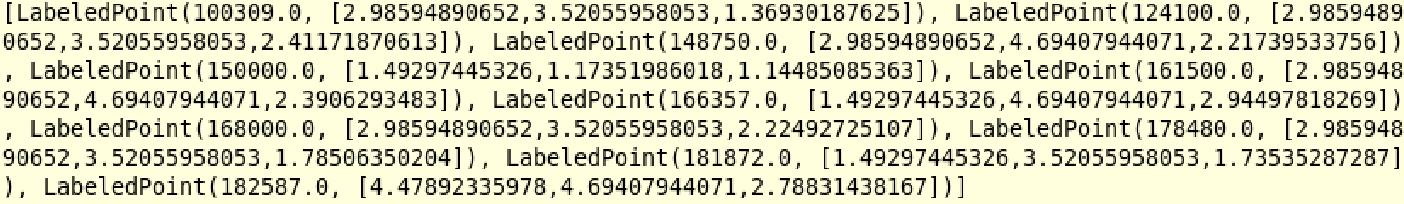 [LabeledPoint(100309.0, [2.98594890652,3.52055958053,1.36930187625]), LabeledPoint(124100.0, [2.9859489
0652,3.52055958053,2.41171870613]), LabeledPoint(148750.0, [2.98594890652,4.69407944071,2.21739533756])
, LabeledPoint(150000.0, [1.49297445326,1.17351986018,1.14485085363]), LabeledPoint(161500.0, [2.985948
90652,4.69407944071,2.3906293483]), LabeledPoint(166357.0, [1.49297445326,4.69407944071,2.94497818269])
, LabeledPoint(168000.0, [2.98594890652,3.52055958053,2.22492725107]), LabeledPoint(178480.0, [2.985948
90652,3.52055958053,1.78506350204]), LabeledPoint(181872.0, [1.49297445326,3.52055958053,1.73535287287]
), LabeledPoint(182587.0, [4.47892335978,4.69407944071,2.78831438167])]